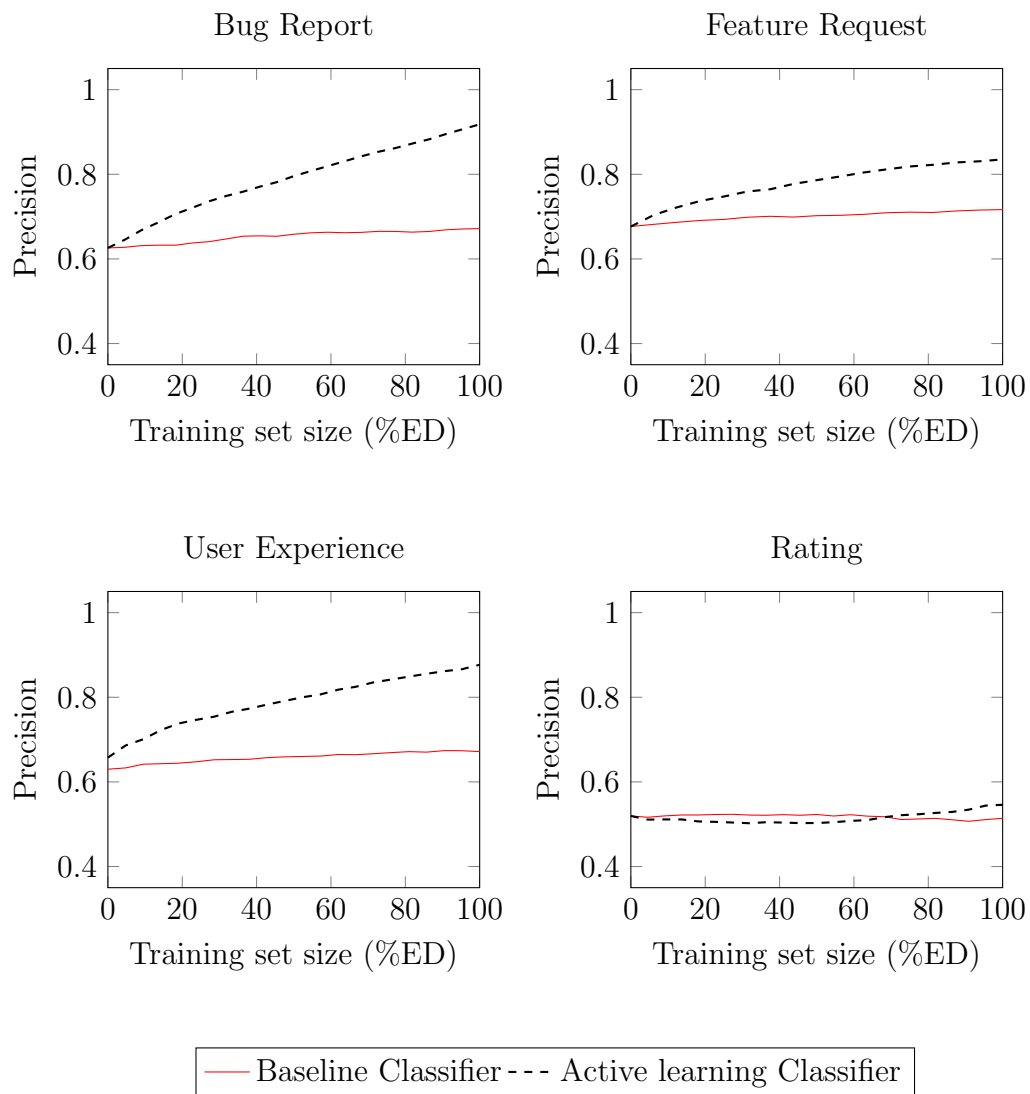 Bug Report
Feature Request
1
0.8
0.6
0.4
Precision
0 20 40 60 80 100
Training set size (%ED)
1
0.8
0.6
0.4
Precision
0 20 40 60 80 100
Training set size (%ED)
User Experience
Rating
1
0.8
0.6
0.4
Precision
0 20 40 60 80 100
Training set size (%ED)
1
0.8
0.6
0.4
Precision
0 20 40 60 80 100
Training set size (%ED)
Baseline Classifier Active learning Classifier